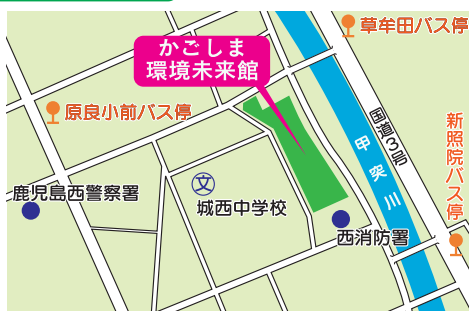 草牟田バス停
かごしま
環境未来館
原良小前バス停
国道3号
甲突川
新照院バス停
文
鹿児島西警察署
城西中学校
西消防署